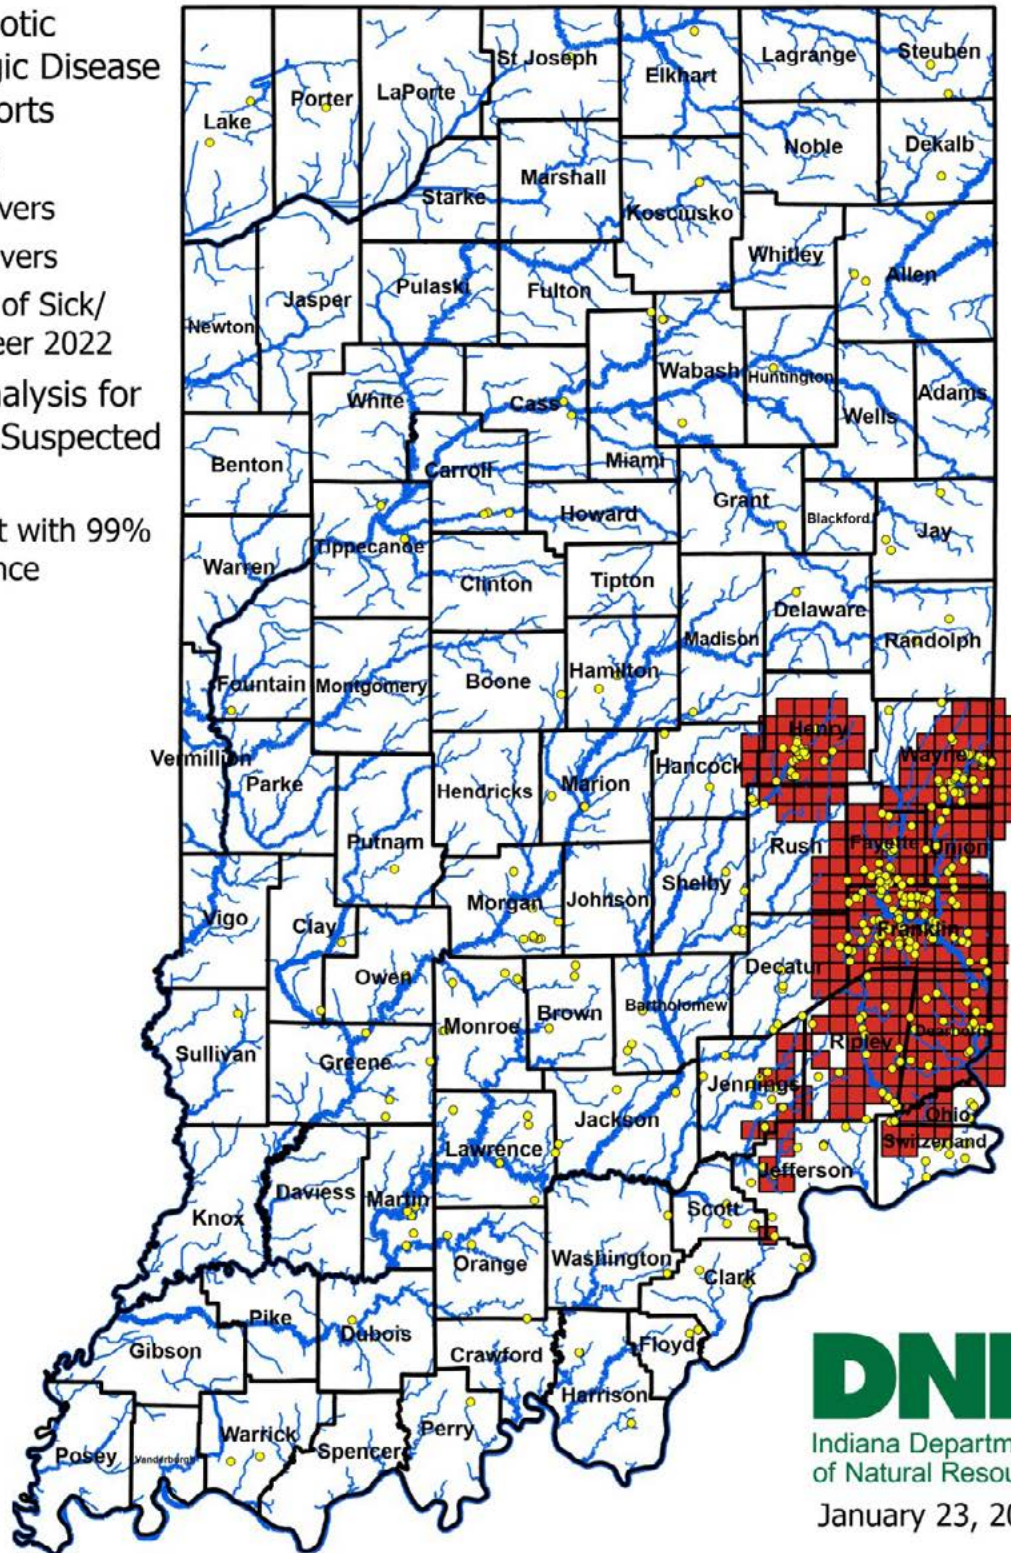 otic
gic Disease
orts
vers
vers
of Sick/
eer 2022
alysis for
Suspected
t with 99%
nce
St Joseph
Elkhart
Lagrange
Steuben
LaPorte
Porter
Lake
Noble
Dekalb
Marshall
Starke
Kosciusko
Whitley
Allen
Pulaski
Fulton
Jasper
Newton
Wabash
Huntington
Adams
White
Cass
Wells
Miami
Benton
Carroll
Grant
Blackford
Jay
Howard
Tippecanoe
Warren
Clinton
Tipton
Delaware
Madison
Randolph
Hamilton
Boone
Fountain
Montgomery
Henry
Wayne
Vermillion
Hancock
Marion
Parke
Hendricks
Putnam
Rush
Fayette
Union
Shelby
Morgan
Johnson
Vigo
Clay
Franklin
Decatur
Owen
Brown
Bartholomew
Monroe
Dearborn
Ripley
Sullivan
Greene
Jennings
Ohio
Jackson
Switzerland
Lawrence
Jefferson
Daviess
Martin
Knox
Scott
Washington
Orange
Clark
Pike
Dubois
Floyd
Gibson
Crawford
Harrison
Perry
Warrick
Spencer
Posey
Vanderburgh
DN
Indiana Departm
of Natural Resou
January 23, 20